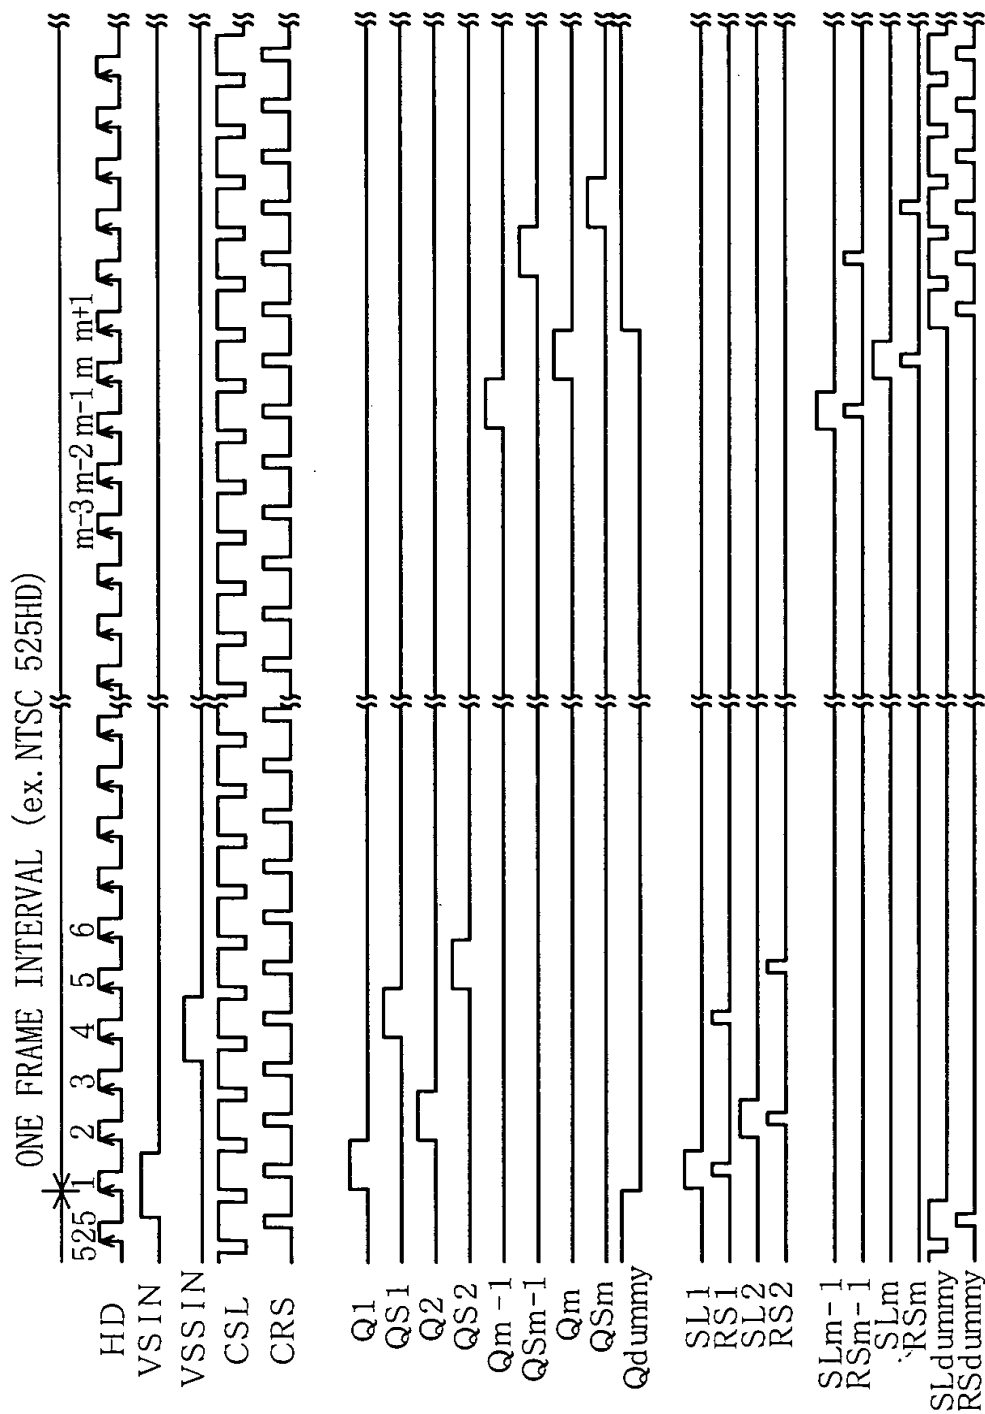 ONE FRAME INTERVAL (ex. NTSC 525HD)
525 1 2 3 4 5 6 m-3 m-2 m-1 m m+1
HD
VSIN
VSSIN
CSL
CRS
Q1
QS1
Q2
QS2
Qm-1
QSm-1
Qm
QSm
Qdummy
SL1
RS1
SL2
RS2
SLm-1
RSm-1
SLm
RSm
SLdummy
RSdummy